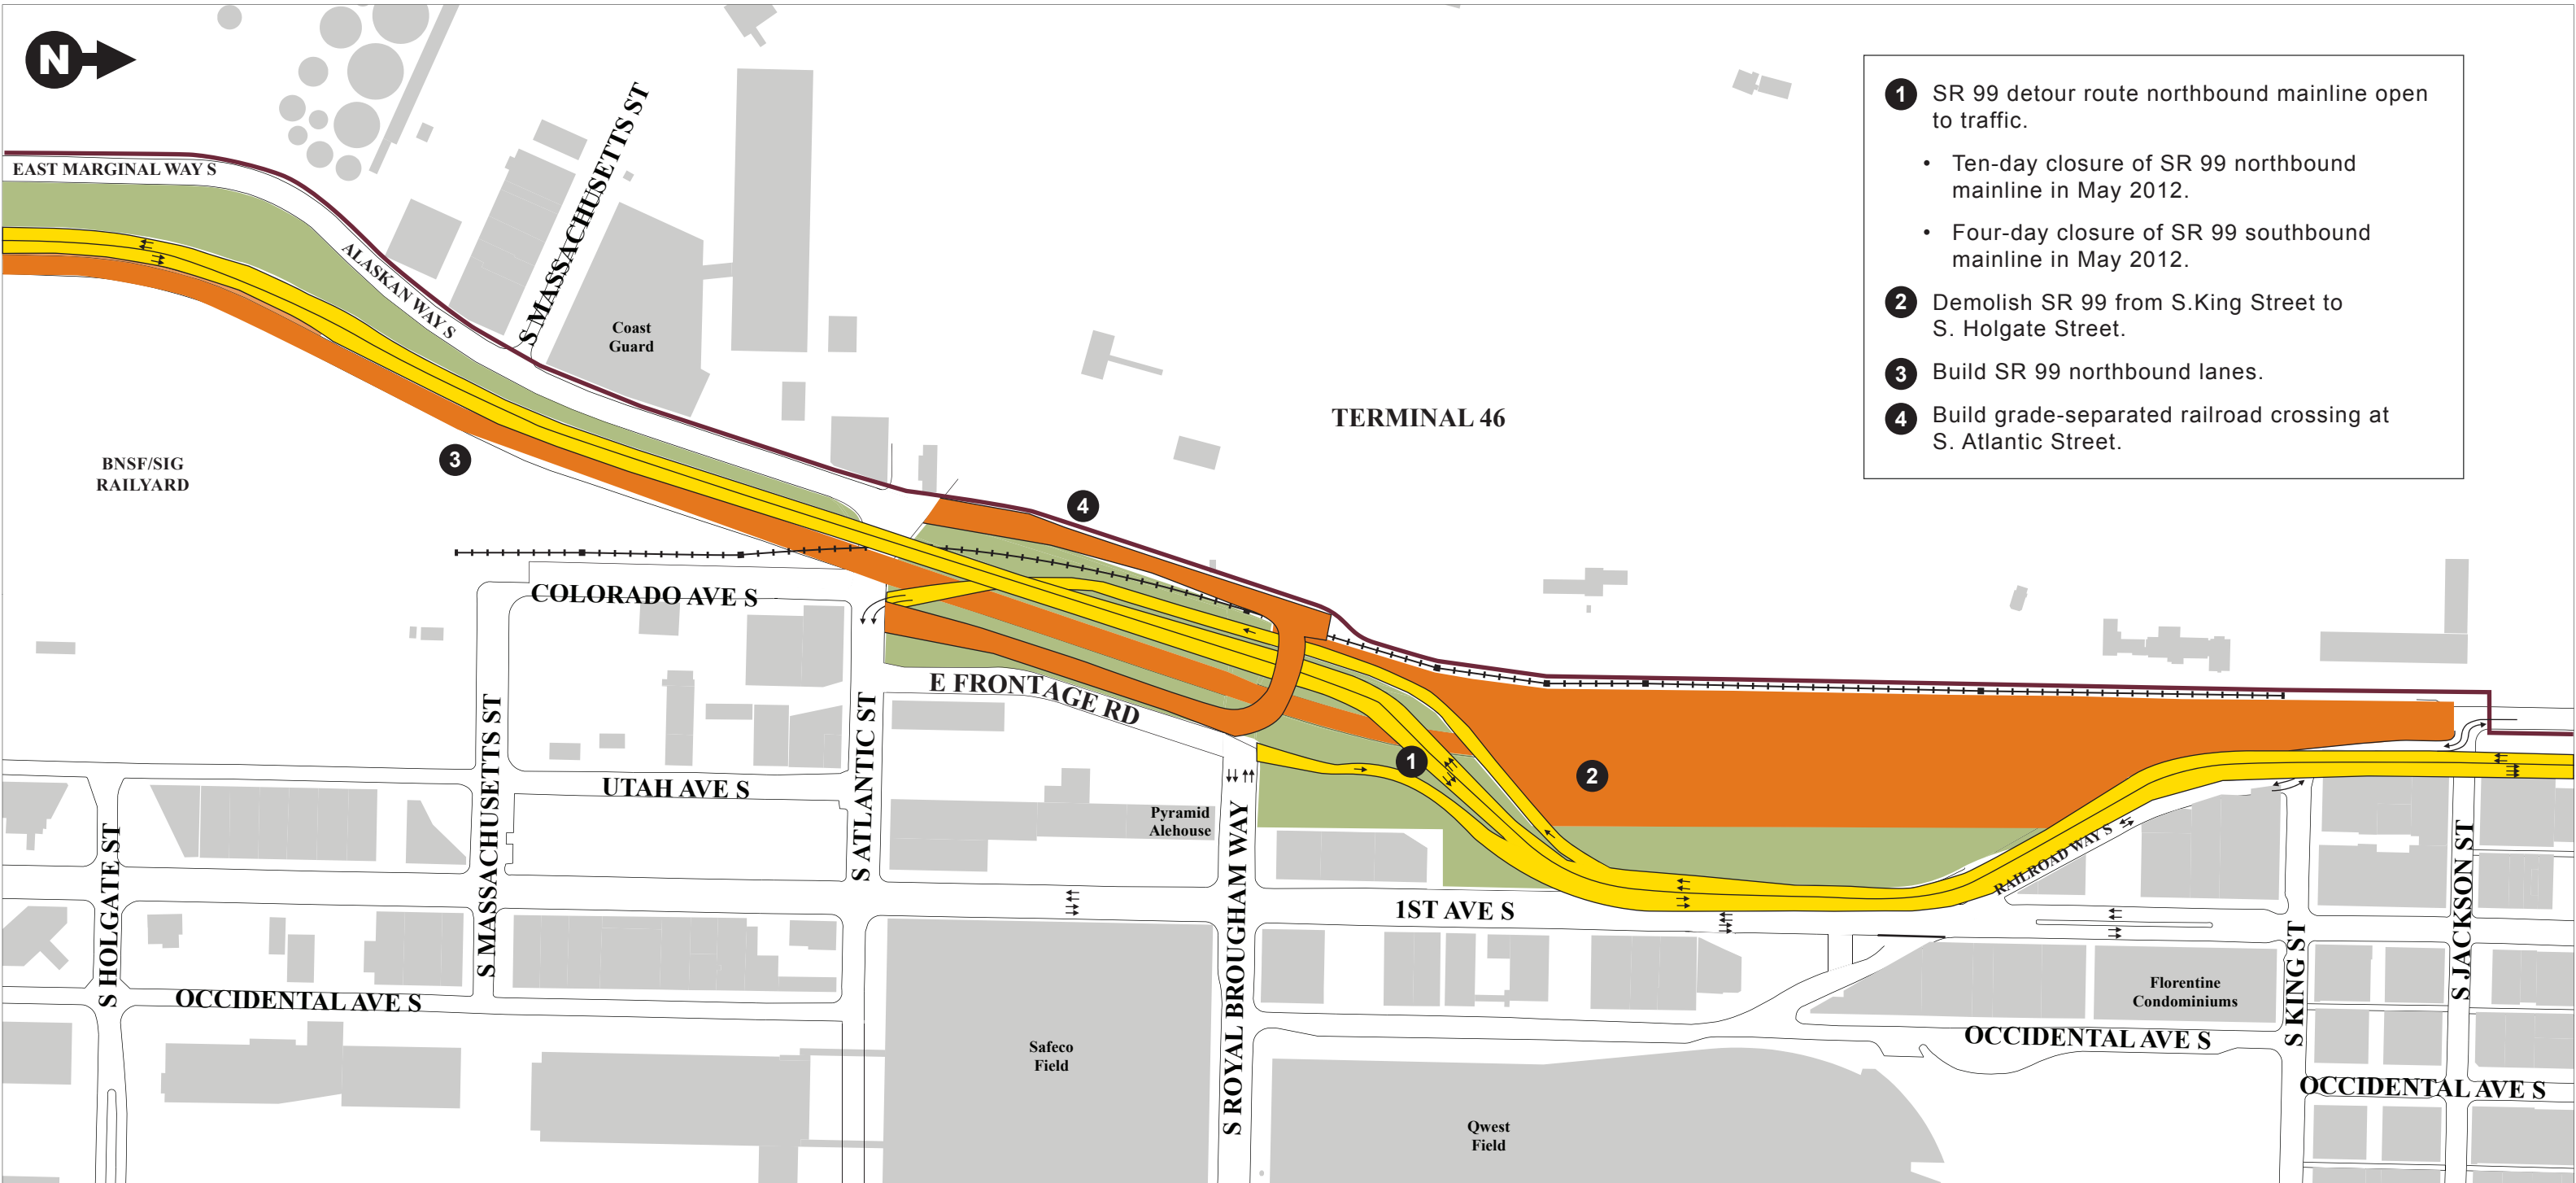 N
1 SR 99 detour route northbound mainline open
to traffic.
• Ten-day closure of SR 99 northbound
mainline in May 2012.
• Four-day closure of SR 99 southbound
mainline in May 2012.
2 Demolish SR 99 from S.King Street to
S. Holgate Street.
3 Build SR 99 northbound lanes.
4 Build grade-separated railroad crossing at
S. Atlantic Street.
EAST MARGINAL WAY S
ALASKAN WAY S
S MASSACHUSETTS ST
Coast
Guard
TERMINAL 46
BNSF/SIG
RAILYARD
3
4
COLORADO AVE S
E FRONTAGE RD
1
2
UTAH AVE S
Pyramid
Alehouse
S HOLGATE ST
S MASSACHUSETTS ST
S ATLANTIC ST
S ROYAL BROUGHAM WAY
RAILROAD WAY S
1ST AVE S
S KING ST
S JACKSON ST
OCCIDENTAL AVE S
Florentine
Condominiums
Safeco
Field
OCCIDENTAL AVE S
OCCIDENTAL AVE S
Qwest
Field